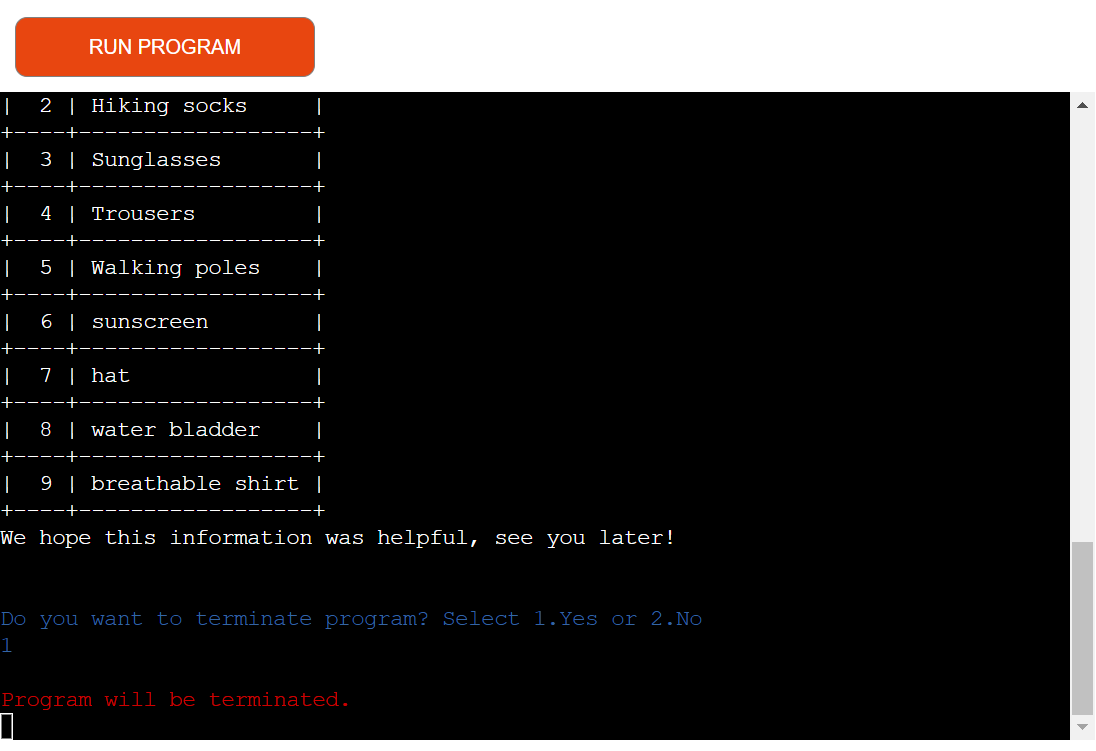 RUN PROGRAM
|  2 | Hiking socks     |
+----+------------------+
|  3 | Sunglasses       |
+----+------------------+
|  4 | Trousers         |
+----+------------------+
|  5 | Walking poles    |
+----+------------------+
|  6 | sunscreen        |
+----+------------------+
|  7 | hat              |
+----+------------------+
|  8 | water bladder    |
+----+------------------+
|  9 | breathable shirt |
+----+------------------+
We hope this information was helpful, see you later!
Do you want to terminate program? Select 1.Yes or 2.No
1
Program will be terminated.